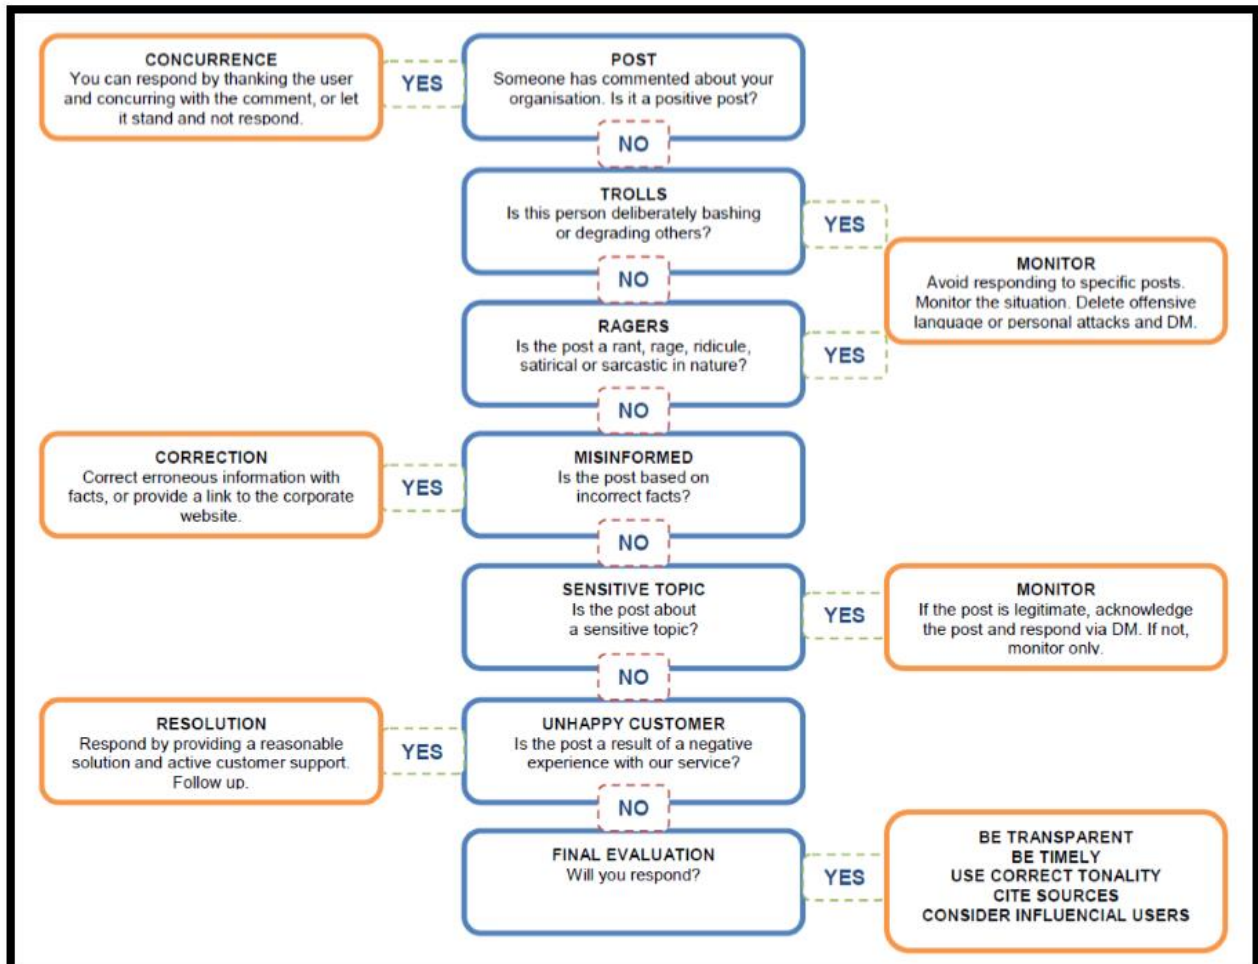 CONCURRENCE
You can respond by thanking the user
and concurring with the comment, or let
it stand and not respond.
YES
POST
Someone has commented about your
organisation. Is it a positive post?
NO
TROLLS
Is this person deliberately bashing
or degrading others?
YES
NO
MONITOR
Avoid responding to specific posts.
Monitor the situation. Delete offensive
language or personal attacks and DM.
RAGERS
Is the post a rant, rage, ridicule,
satirical or sarcastic in nature?
YES
NO
CORRECTION
Correct erroneous information with
facts, or provide a link to the corporate
website.
YES
MISINFORMED
Is the post based on
incorrect facts?
NO
SENSITIVE TOPIC
Is the post about
a sensitive topic?
YES
MONITOR
If the post is legitimate, acknowledge
the post and respond via DM. If not,
monitor only.
NO
RESOLUTION
Respond by providing a reasonable
solution and active customer support.
Follow up.
YES
UNHAPPY CUSTOMER
Is the post a result of a negative
experience with our service?
NO
FINAL EVALUATION
Will you respond?
YES
BE TRANSPARENT
BE TIMELY
USE CORRECT TONALITY
CITE SOURCES
CONSIDER INFLUENCIAL USERS